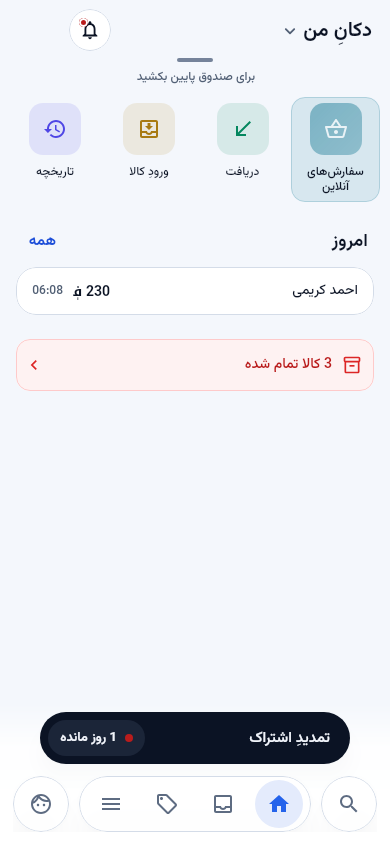 دکانِ من
برای صندوق پایین بکشید
سفارش‌های آنلاین
دریافت
ورودِ کالا
تاریخچه
امروز
همه
احمد کریمی
230 ؋
06:08
3 کالا تمام شده
تمدیدِ اشتراک
1 روز مانده